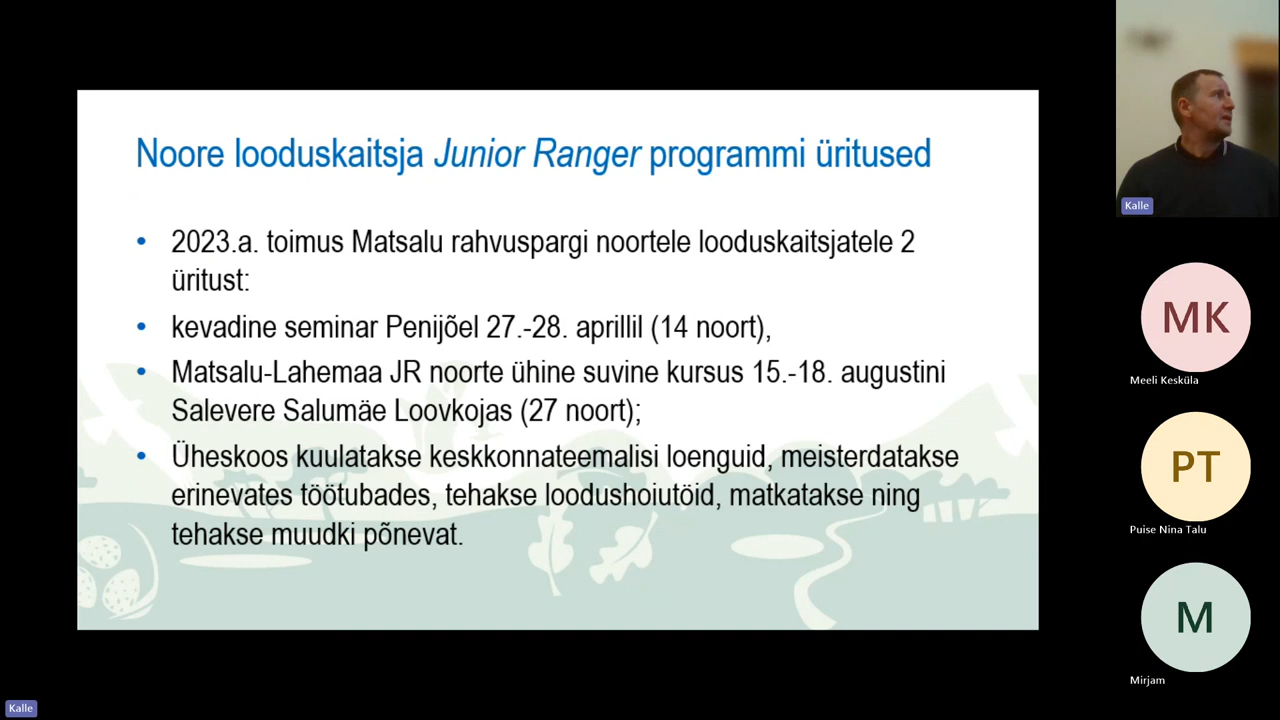 Noore looduskaitsja Junior Ranger programmi üritused
• 2023.a. toimus Matsalu rahvuspargi noortele looduskaitsjatele 2
üritust:
• kevadine seminar Penijõel 27.-28. aprillil (14 noort),
• Matsalu-Lahemaa JR noorte ühine suvine kursus 15.-18. augustini
Salevere Salumäe Loovkojas (27 noort);
• Üheskoos kuulatakse keskkonnateemalisi loenguid, meisterdatakse
erinevates töötubades, tehakse loodushoiutöid, matkatakse ning
tehakse muudki põnevat.
Kalle
MK
Meeli Kesküla
PT
Puise Nina Talu
M
Mirjam
Kalle